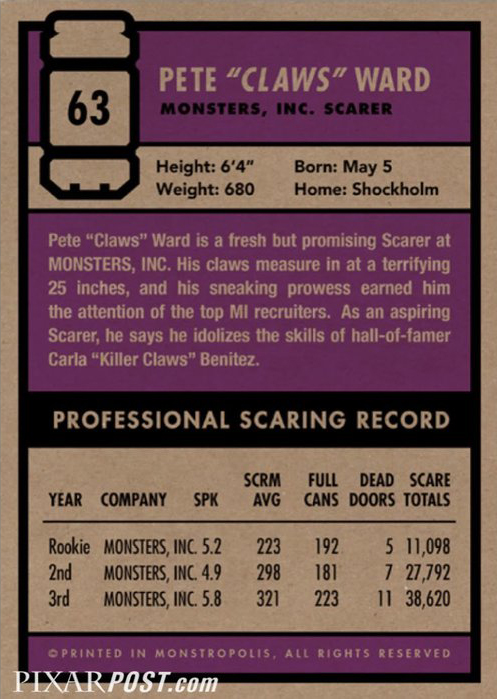 63
PETE "CLAWS" WARD
MONSTERS, INC. SCARER
Height: 6'4" Born: May 5
Weight: 680 Home: Shockholm
Pete "Claws" Ward is a fresh but promising Scarer at
MONSTERS, INC. His claws measure in at a terrifying
25 inches, and his sneaking prowess earned him
the attention of the top MI recruiters. As an aspiring
Scarer, he says he idolizes the skills of hall-of-famer
Carla "Killer Claws" Benitez.
PROFESSIONAL SCARING RECORD
SCRM FULL DEAD SCARE
YEAR COMPANY SPK AVG CANS DOORS TOTALS
Rookie MONSTERS, INC. 5.2 223 192 5 11,098
2nd MONSTERS, INC. 4.9 298 181 7 27,792
3rd MONSTERS, INC. 5.8 321 223 11 38,620
©PRINTED IN MONSTROPOLIS, ALL RIGHTS RESERVED
PIXARPOST.com